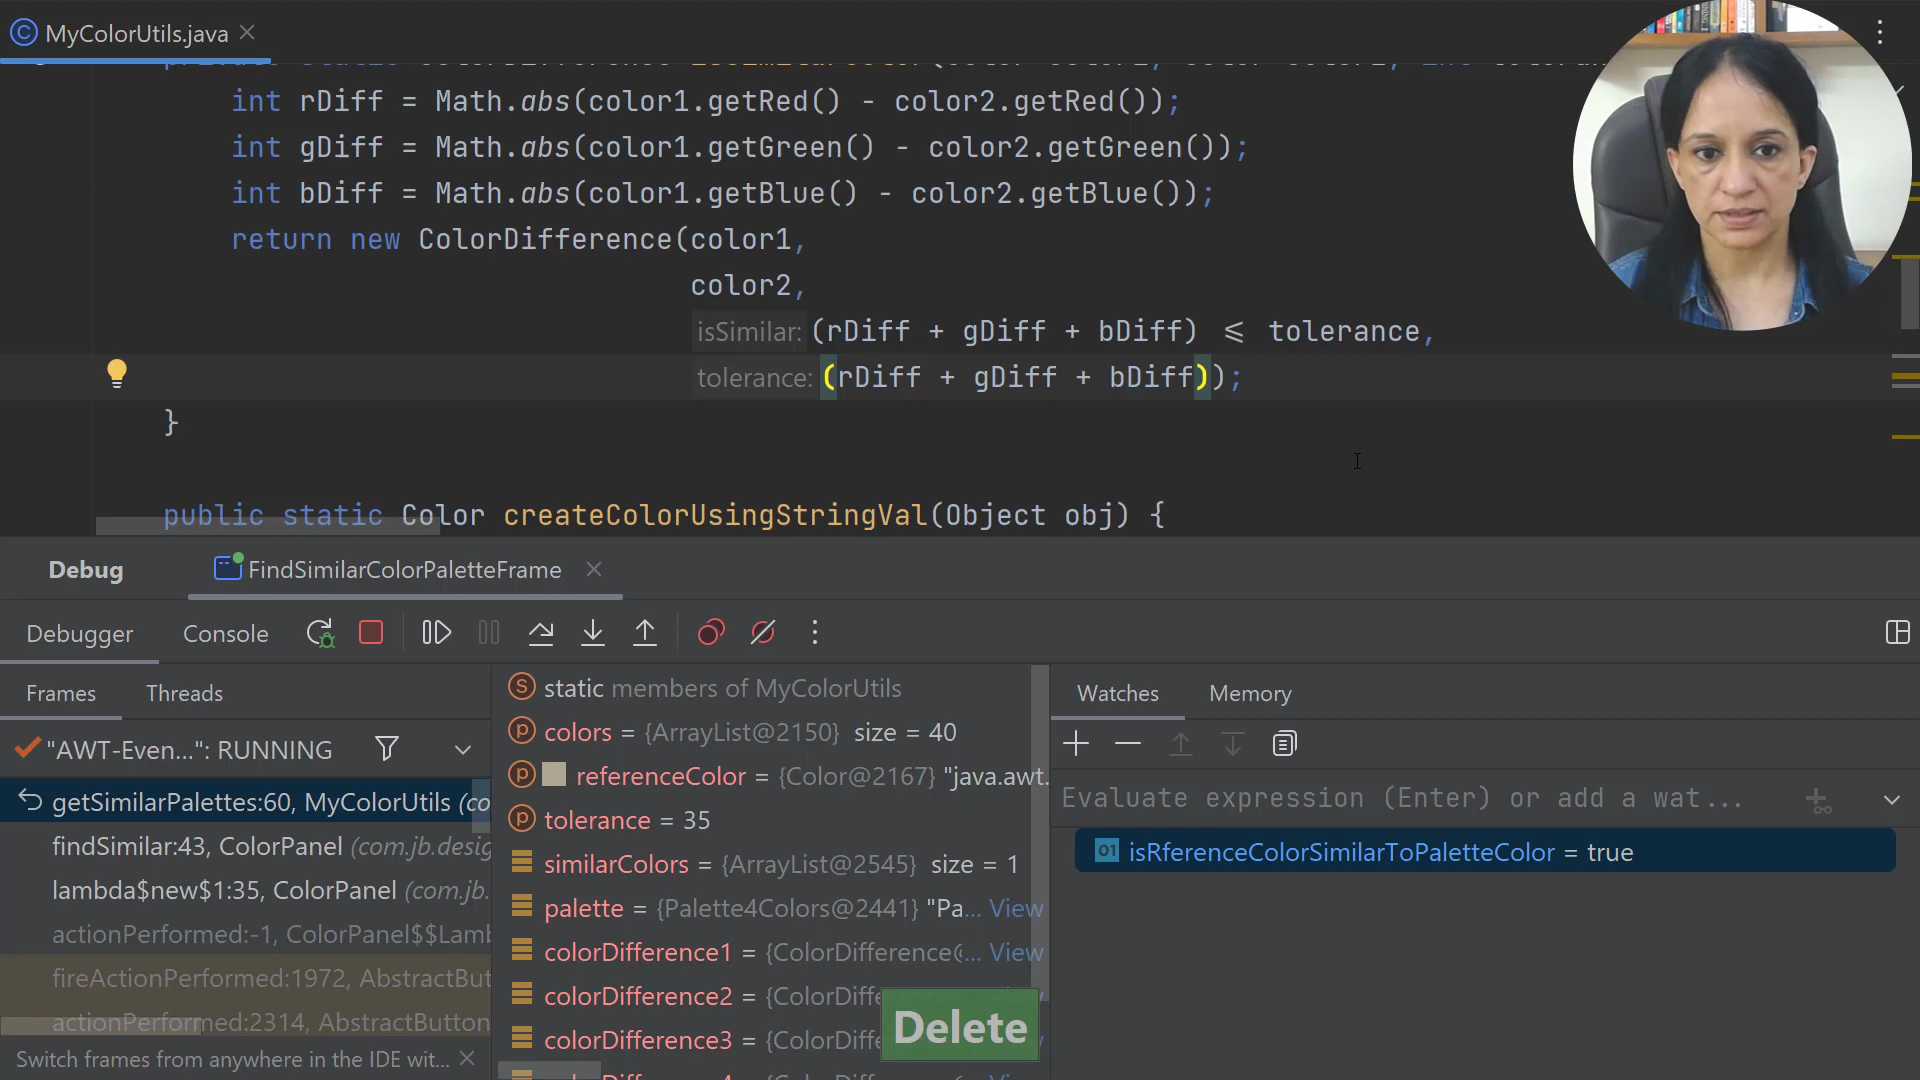 MyColorUtils.java
int rDiff = Math.abs(color1.getRed() - color2.getRed());
int gDiff = Math.abs(color1.getGreen() - color2.getGreen());
int bDiff = Math.abs(color1.getBlue() - color2.getBlue());
return new ColorDifference(color1,
color2,
isSimilar: (rDiff + gDiff + bDiff) <= tolerance,
tolerance: (rDiff + gDiff + bDiff));
}
public static Color createColorUsingStringVal(Object obj) {
Debug FindSimilarColorPaletteFrame
Debugger Console
Frames Threads
"AWT-Even...": RUNNING
getSimilarPalettes:60, MyColorUtils (co
findSimilar:43, ColorPanel (com.jb.desig
lambda$new$1:35, ColorPanel (com.jb.
actionPerformed:-1, ColorPanel$$Lamb
fireActionPerformed:1972, AbstractBut
actionPerformed:2314, AbstractButton
Switch frames from anywhere in the IDE wit...
static members of MyColorUtils
colors = {ArrayList@2150} size = 40
referenceColor = {Color@2167} "java.awt.
tolerance = 35
similarColors = {ArrayList@2545} size = 1
palette = {Palette4Colors@2441} "Pa... View
colorDifference1 = {ColorDifference@... View
colorDifference2 = {ColorDiffe
colorDifference3 = {ColorDiffe
Delete
Watches Memory
Evaluate expression (Enter) or add a wat...
01 isRferenceColorSimilarToPaletteColor = true